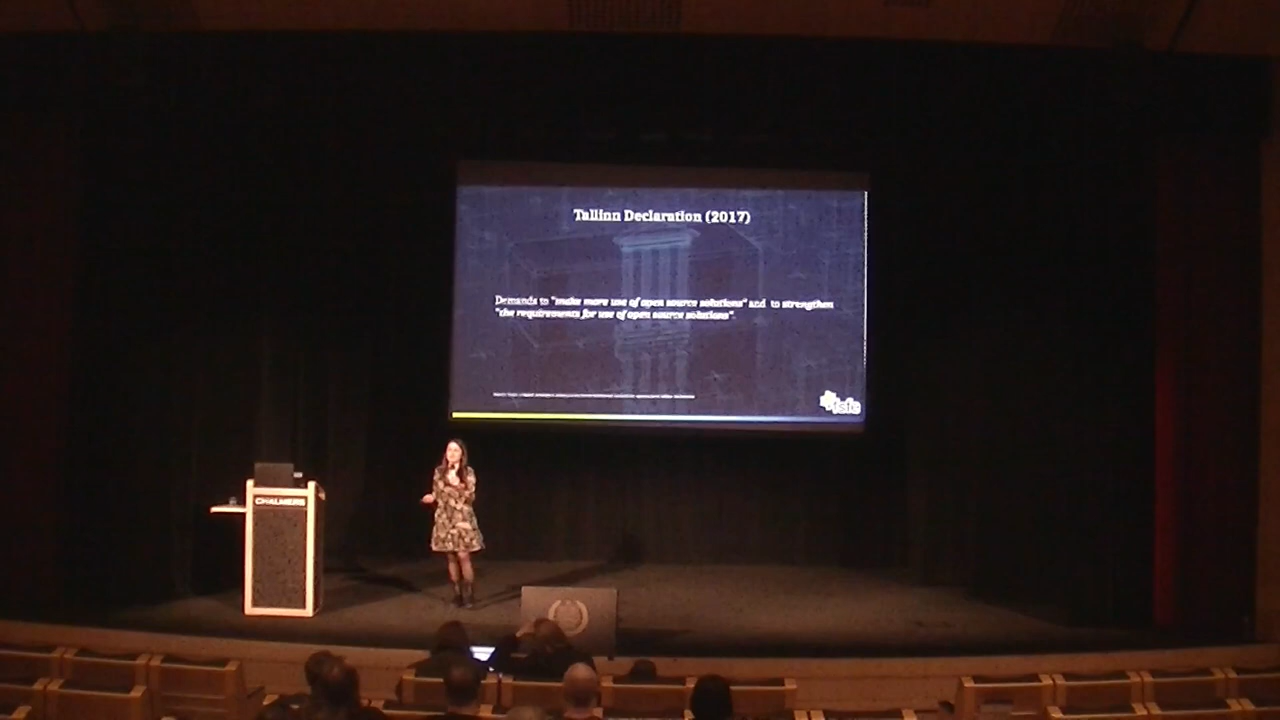 Tallinn Declaration (2017)
Demands to "make more use of open source solutions" and to strengthen
"the requirements for use of open source solutions".
fsfe
CHALMERS